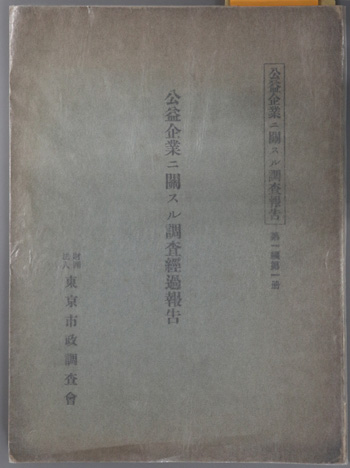 公益企業ニ關スル調査報告 第一編第一册
公益企業ニ關スル調査經過報告
財團法人 東京市政調査會